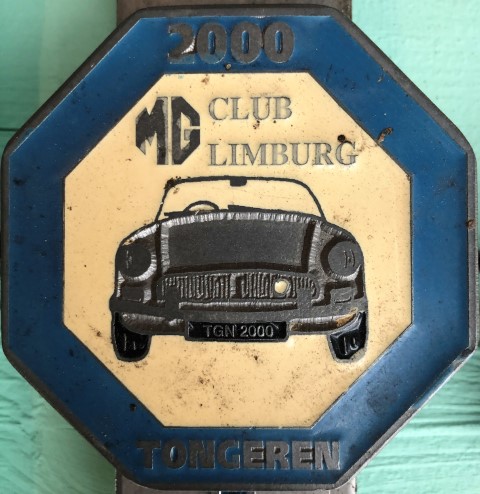 2000
MG CLUB
LIMBURG
TGN 2000
TONGEREN